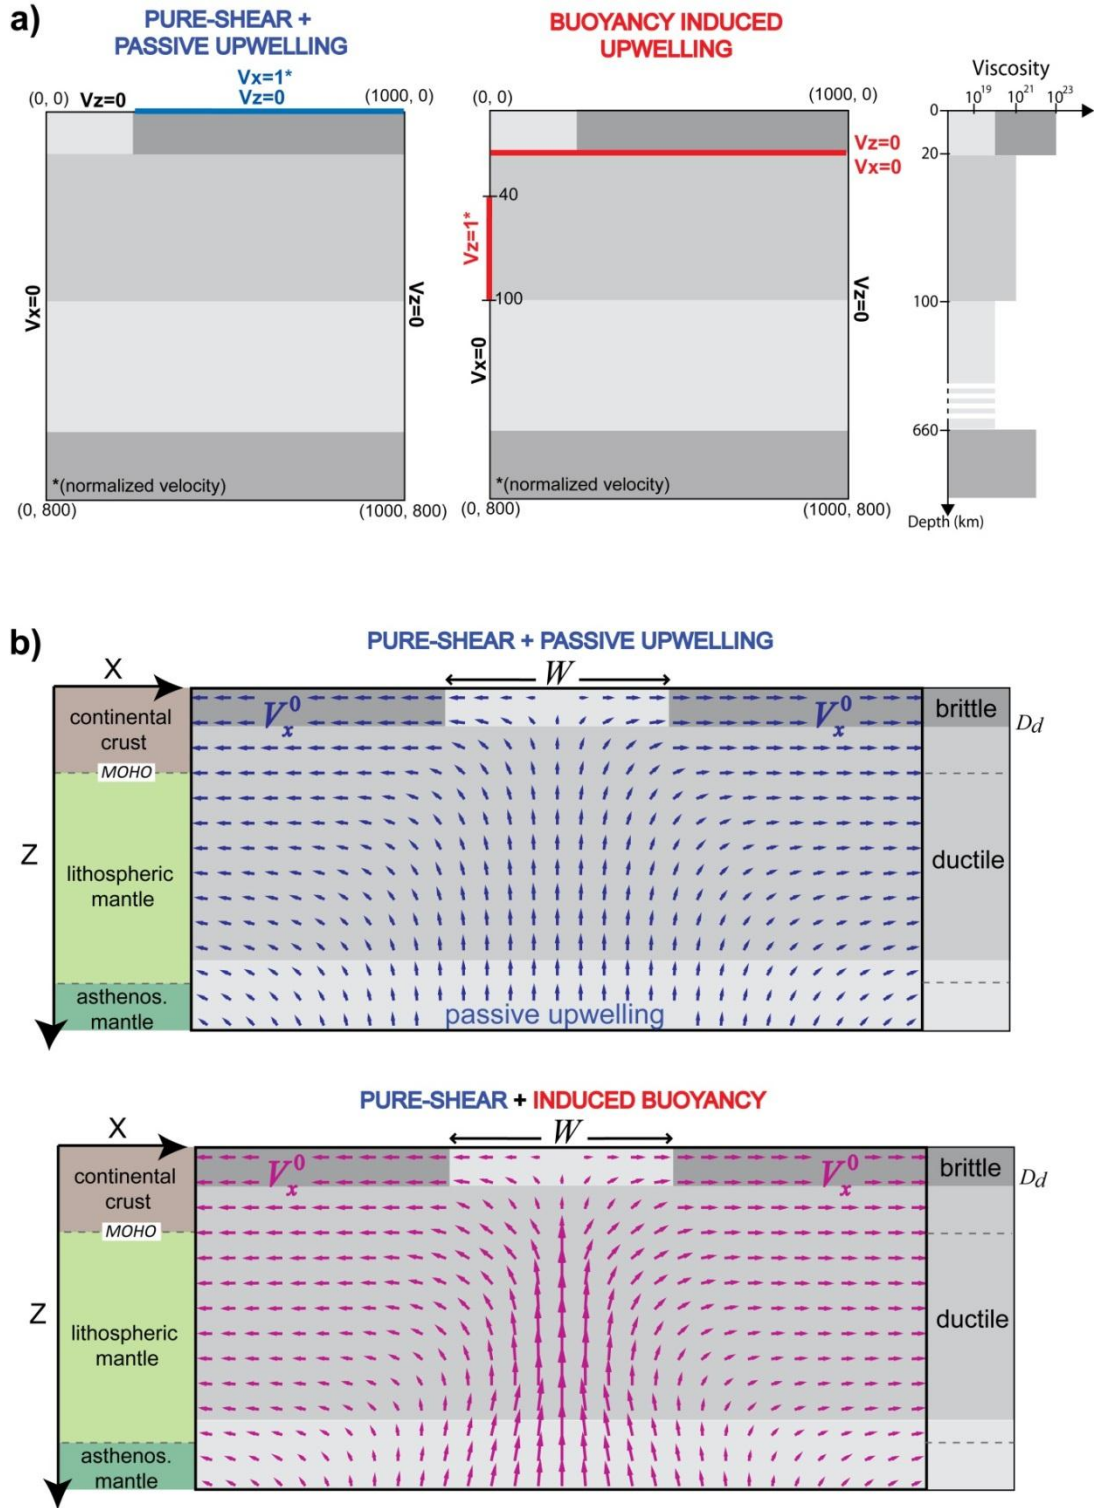 a)
PURE-SHEAR +
PASSIVE UPWELLING
BUOYANCY INDUCED
UPWELLING
Viscosity
10^19 10^21 10^23
(0, 0) Vz=0 Vx=1* Vz=0 (1000, 0)
Vx=0
Vz=0
*(normalized velocity)
(0, 800) (1000, 800)
(0, 0) (1000, 0)
Vz=0
Vx=0
40
Vz=1*
100
Vx=0
Vz=0
*(normalized velocity)
(0, 800) (1000, 800)
0
20
100
660
Depth (km)
b)
PURE-SHEAR + PASSIVE UPWELLING
X
W
continental
crust
MOHO
Z
lithospheric
mantle
asthenos.
mantle
V_x^0 V_x^0
brittle
Dd
ductile
passive upwelling
PURE-SHEAR + INDUCED BUOYANCY
X
W
continental
crust
MOHO
Z
lithospheric
mantle
asthenos.
mantle
V_x^0 V_x^0
brittle
Dd
ductile